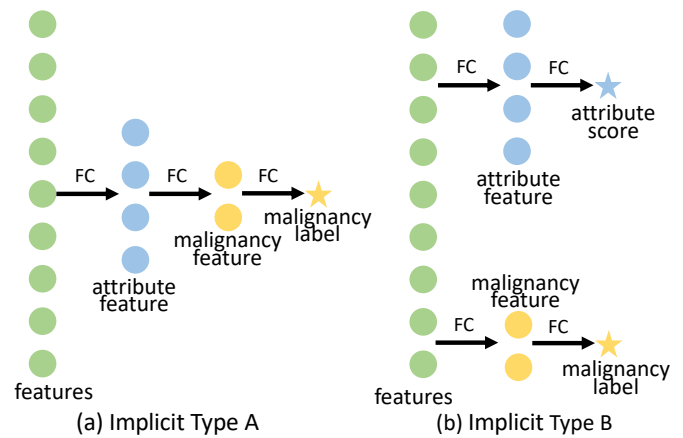 FC
FC
FC
malignancy
label
malignancy
feature
attribute
feature
features
(a) Implicit Type A
FC
FC
attribute
score
attribute
feature
malignancy
feature
FC
FC
malignancy
label
(b) Implicit Type B